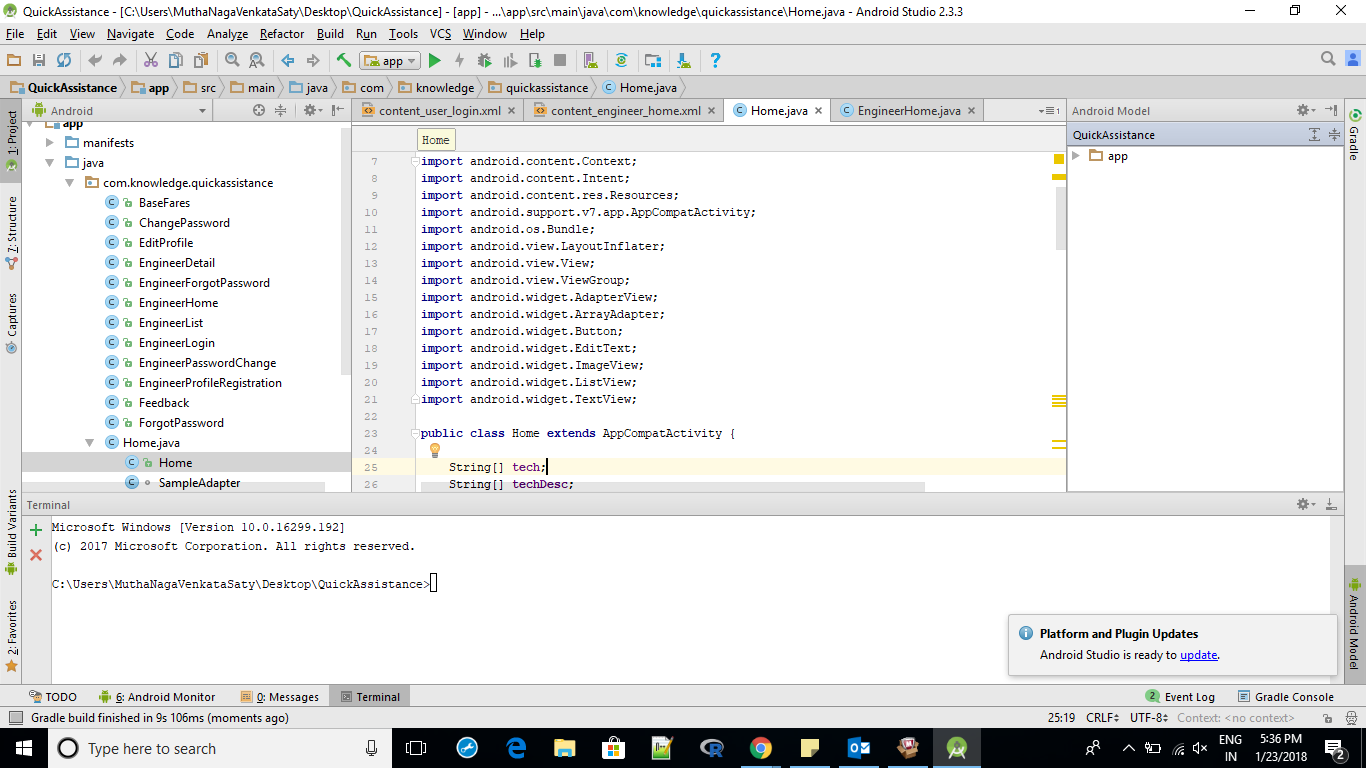 QuickAssistance - [C:\Users\MuthaNagaVenkataSaty\Desktop\QuickAssistance] - [app] - ...\app\src\main\java\com\knowledge\quickassistance\Home.java - Android Studio 2.3.3
File Edit View Navigate Code Analyze Refactor Build Run Tools VCS Window Help
app
QuickAssistance app src main java com knowledge quickassistance Home.java
1: Project
7: Structure
Captures
Build Variants
2: Favorites
Android
app
manifests
java
com.knowledge.quickassistance
BaseFares
ChangePassword
EditProfile
EngineerDetail
EngineerForgotPassword
EngineerHome
EngineerList
EngineerLogin
EngineerPasswordChange
EngineerProfileRegistration
Feedback
ForgotPassword
Home.java
Home
SampleAdapter
content_user_login.xml content_engineer_home.xml Home.java EngineerHome.java
Home
7 import android.content.Context;
8 import android.content.Intent;
9 import android.content.res.Resources;
10 import android.support.v7.app.AppCompatActivity;
11 import android.os.Bundle;
12 import android.view.LayoutInflater;
13 import android.view.View;
14 import android.view.ViewGroup;
15 import android.widget.AdapterView;
16 import android.widget.ArrayAdapter;
17 import android.widget.Button;
18 import android.widget.EditText;
19 import android.widget.ImageView;
20 import android.widget.ListView;
21 import android.widget.TextView;
22
23 public class Home extends AppCompatActivity {
24
25 String[] tech;
26 String[] techDesc;
Android Model
QuickAssistance
app
Gradle
Android Model
Terminal
Microsoft Windows [Version 10.0.16299.192]
(c) 2017 Microsoft Corporation. All rights reserved.
C:\Users\MuthaNagaVenkataSaty\Desktop\QuickAssistance>
Platform and Plugin Updates
Android Studio is ready to update.
TODO 6: Android Monitor 0: Messages Terminal 2 Event Log Gradle Console
Gradle build finished in 9s 106ms (moments ago) 25:19 CRLF UTF-8 Context: <no context>
Type here to search
ENG
IN
5:36 PM
1/23/2018
2